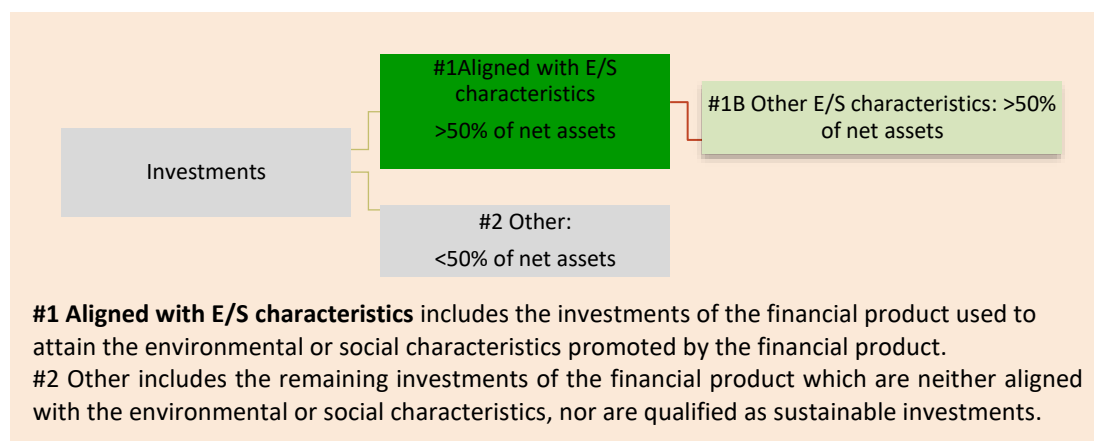 #1Aligned with E/S
characteristics
>50% of net assets
#1B Other E/S characteristics: >50%
of net assets
Investments
#2 Other:
<50% of net assets
#1 Aligned with E/S characteristics includes the investments of the financial product used to
attain the environmental or social characteristics promoted by the financial product.
#2 Other includes the remaining investments of the financial product which are neither aligned
with the environmental or social characteristics, nor are qualified as sustainable investments.